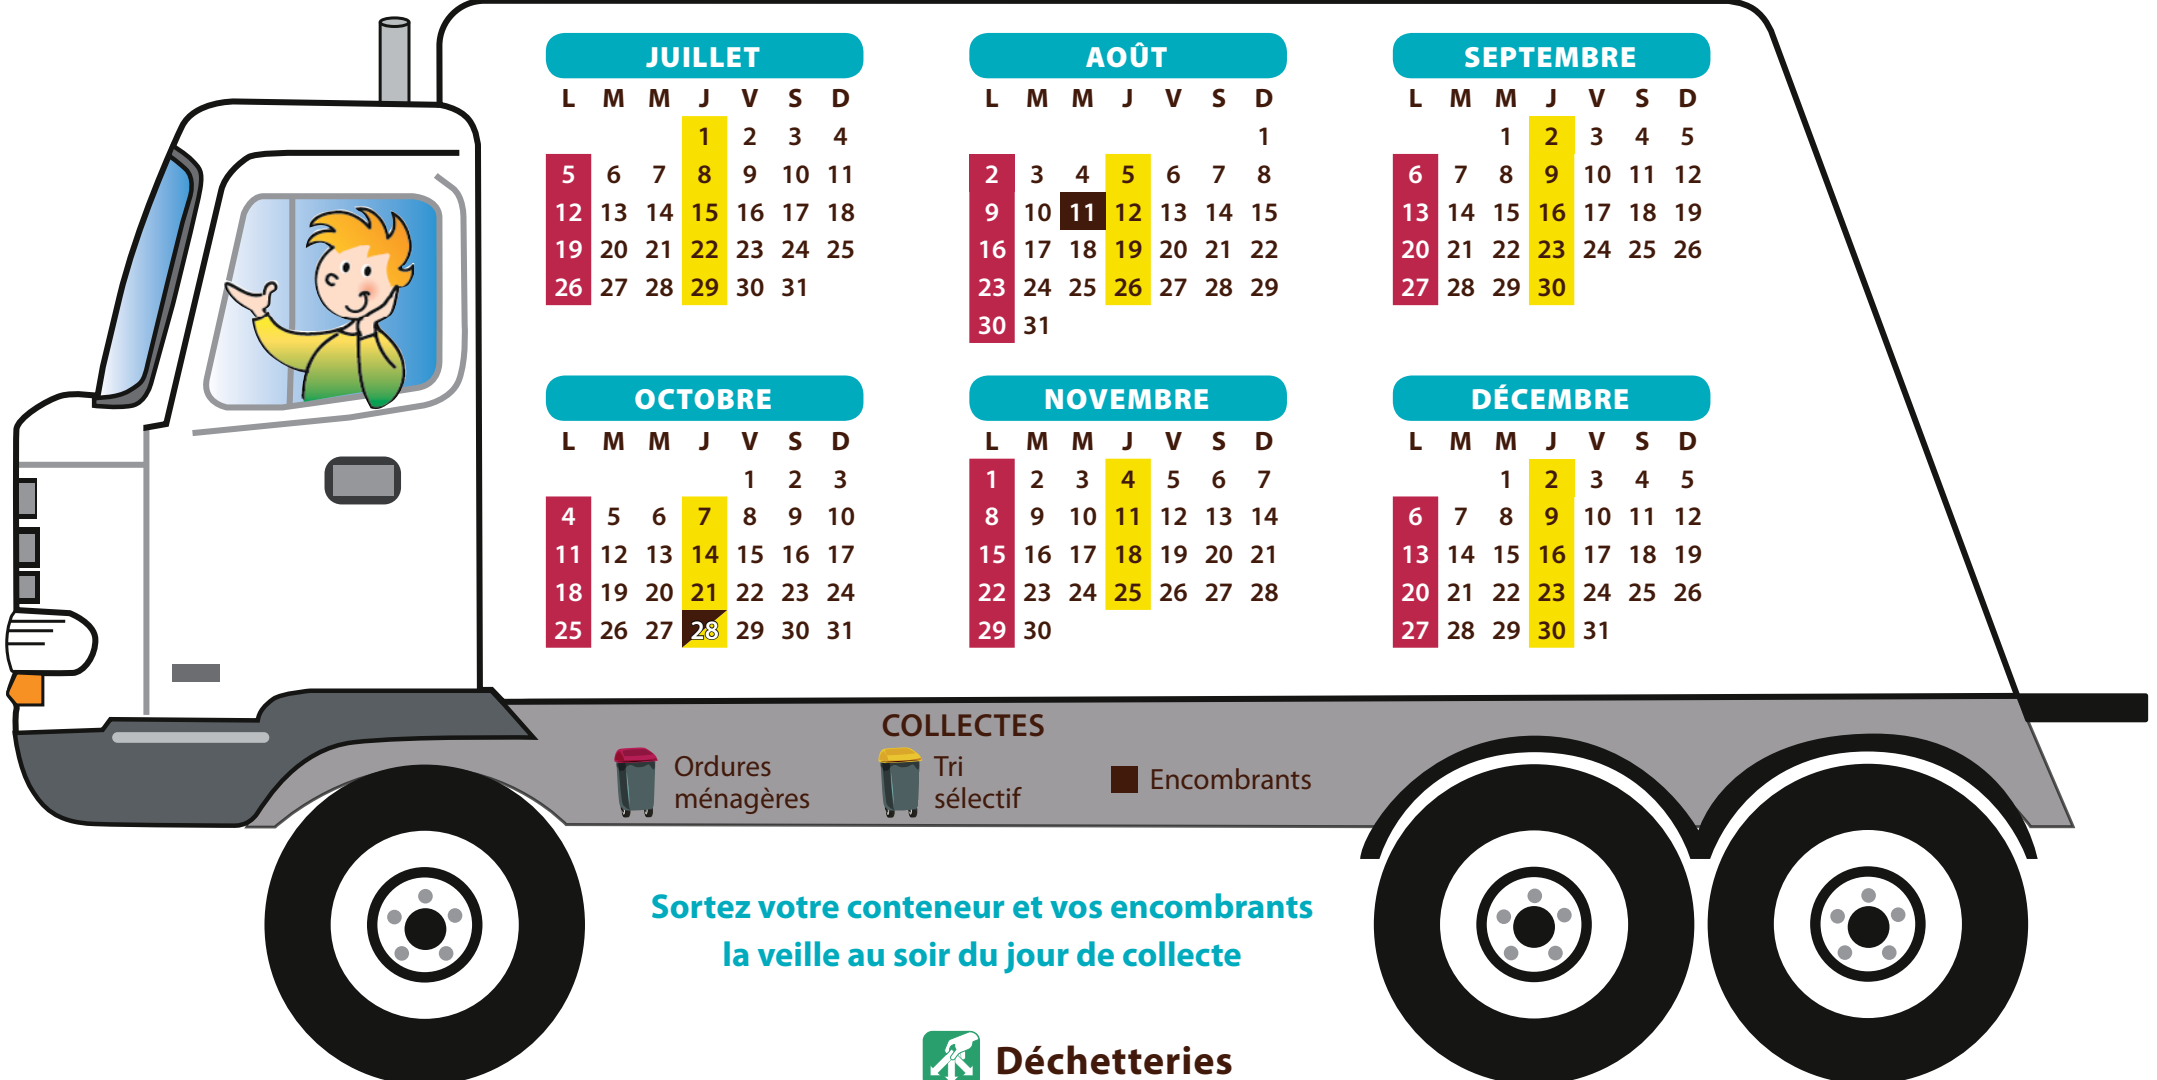 JUILLET
L M M J V S D
1 2 3 4
5 6 7 8 9 10 11
12 13 14 15 16 17 18
19 20 21 22 23 24 25
26 27 28 29 30 31
AOÛT
L M M J V S D
1
2 3 4 5 6 7 8
9 10 11 12 13 14 15
16 17 18 19 20 21 22
23 24 25 26 27 28 29
30 31
SEPTEMBRE
L M M J V S D
1 2 3 4 5
6 7 8 9 10 11 12
13 14 15 16 17 18 19
20 21 22 23 24 25 26
27 28 29 30
OCTOBRE
L M M J V S D
1 2 3
4 5 6 7 8 9 10
11 12 13 14 15 16 17
18 19 20 21 22 23 24
25 26 27 28 29 30 31
NOVEMBRE
L M M J V S D
1 2 3 4 5 6 7
8 9 10 11 12 13 14
15 16 17 18 19 20 21
22 23 24 25 26 27 28
29 30
DÉCEMBRE
L M M J V S D
1 2 3 4 5
6 7 8 9 10 11 12
13 14 15 16 17 18 19
20 21 22 23 24 25 26
27 28 29 30 31
COLLECTES
Ordures
ménagères
Tri
sélectif
Encombrants
Sortez votre conteneur et vos encombrants
la veille au soir du jour de collecte
Déchetteries